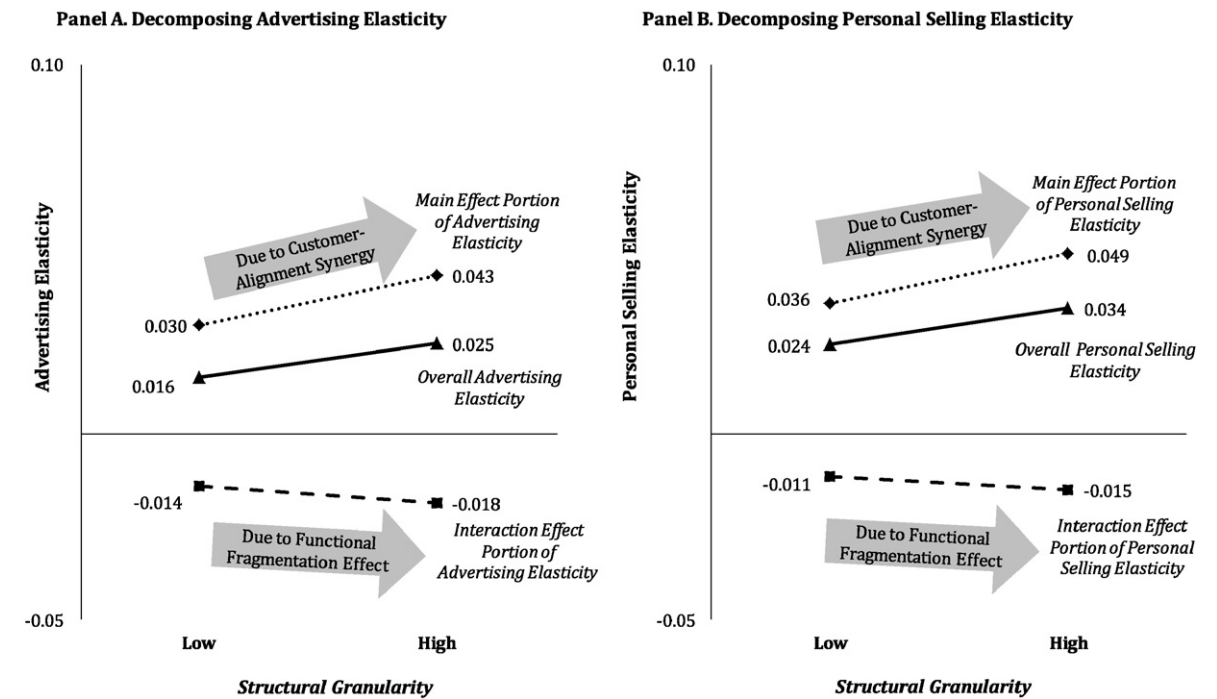 Panel A. Decomposing Advertising Elasticity
0.10
Advertising Elasticity
Main Effect Portion
of Advertising
Elasticity
Due to Customer-
Alignment Synergy
0.043
0.030
0.025
0.016
Overall Advertising
Elasticity
-0.014
-0.018
Due to Functional
Fragmentation Effect
Interaction Effect
Portion of
Advertising Elasticity
-0.05
Low
High
Structural Granularity
Panel B. Decomposing Personal Selling Elasticity
0.10
Personal Selling Elasticity
Main Effect Portion
of Personal Selling
Elasticity
Due to Customer-
Alignment Synergy
0.049
0.036
0.034
0.024
Overall Personal Selling
Elasticity
-0.011
-0.015
Due to Functional
Fragmentation Effect
Interaction Effect
Portion of Personal
Selling Elasticity
-0.05
Low
High
Structural Granularity